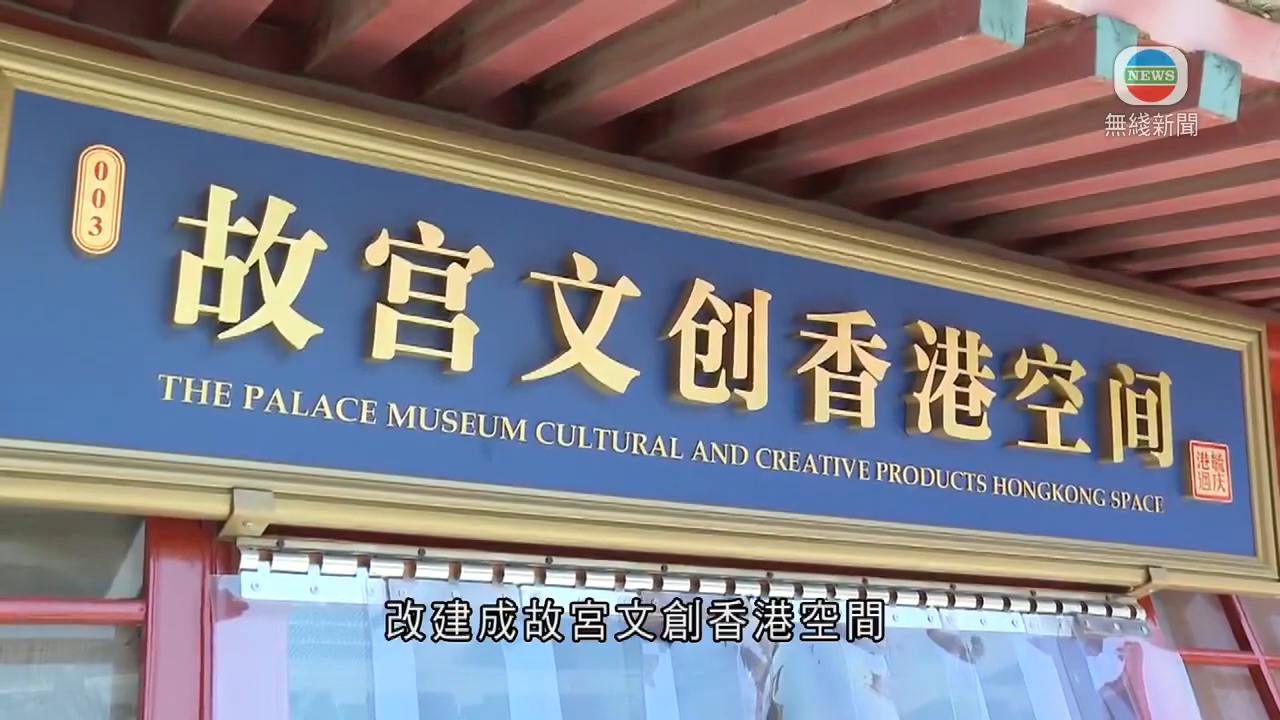 NEWS
無綫新聞
003
故宫文创香港空间
THE PALACE MUSEUM CULTURAL AND CREATIVE PRODUCTS HONGKONG SPACE
改建成故宮文創香港空間